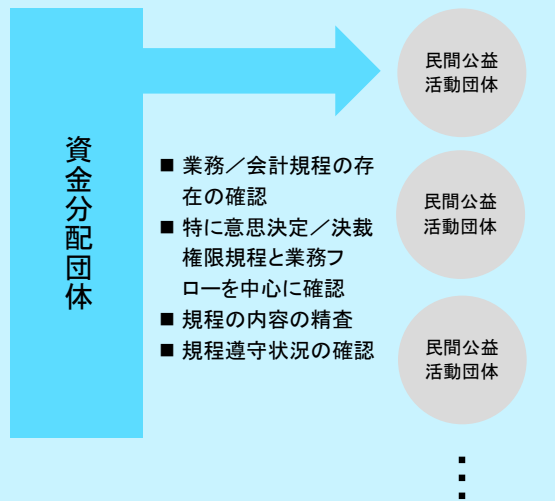 資金分配団体
■ 業務／会計規程の存
在の確認
■ 特に意思決定／決裁
権限規程と業務フ
ローを中心に確認
■ 規程の内容の精査
■ 規程遵守状況の確認
民間公益
活動団体
民間公益
活動団体
民間公益
活動団体